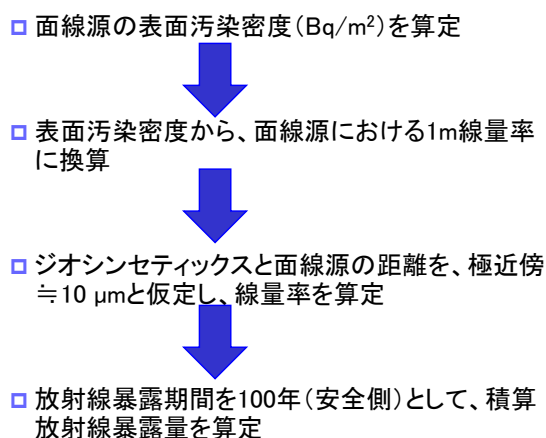 面線源の表面汚染密度（Bq/m²）を算定
表面汚染密度から、面線源における1m線量率
に換算
ジオシンセティックスと面線源の距離を、極近傍
≒10 μmと仮定し、線量率を算定
放射線暴露期間を100年（安全側）として、積算
放射線暴露量を算定